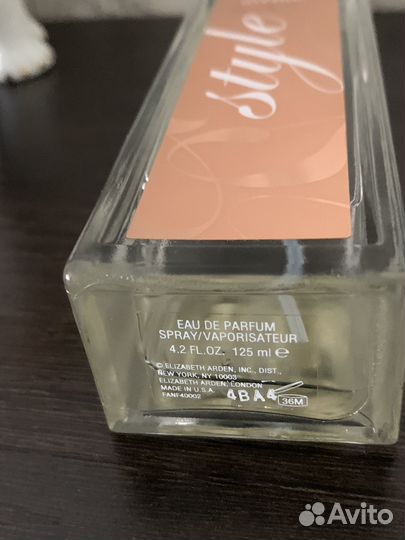 style
EAU DE PARFUM
SPRAY/VAPORISATEUR
4.2 FL.OZ. 125 ml e
© ELIZABETH ARDEN, INC., DIST.,
NEW YORK, NY 10003
ELIZABETH ARDEN, LONDON
MADE IN U.S.A.
FANF40002
4BA4
36M
Avito